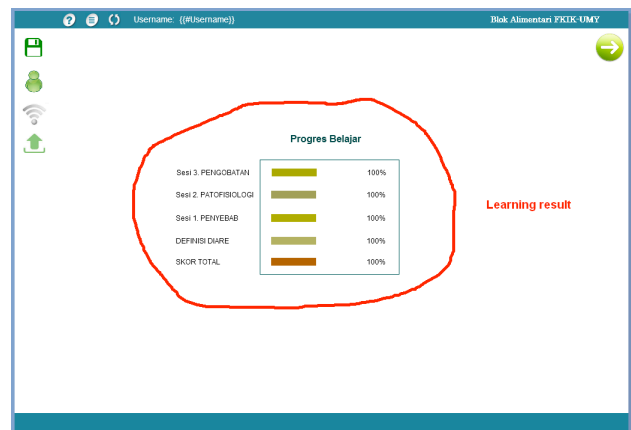 Username: {{#Username}}
Blok Alimentari FKIK-UMY
Progres Belajar
Sesi 3. PENGOBATAN 100%
Sesi 2. PATOFISIOLOGI 100%
Sesi 1. PENYEBAB 100%
DEFINISI DIARE 100%
SKOR TOTAL 100%
Learning result